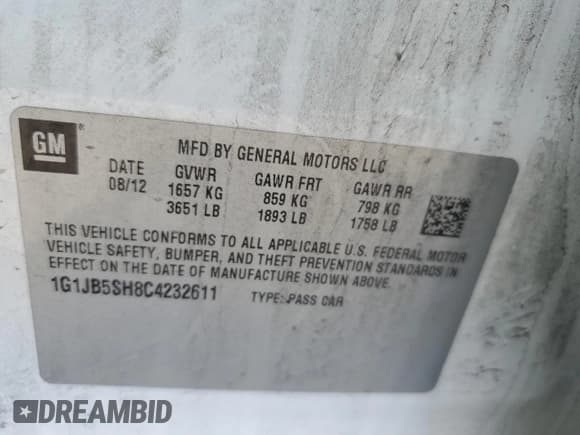 GM ®
MFD BY GENERAL MOTORS LLC
DATE GVWR GAWR FRT GAWR RR
08/12 1657 KG 859 KG 798 KG
3651 LB 1893 LB 1758 LB
THIS VEHICLE CONFORMS TO ALL APPLICABLE U.S. FEDERAL MOTOR
VEHICLE SAFETY, BUMPER, AND THEFT PREVENTION STANDARDS IN
EFFECT ON THE DATE OF MANUFACTURE SHOWN ABOVE.
1G1JB5SH8C4232611 TYPE: PASS CAR
DREAMBID